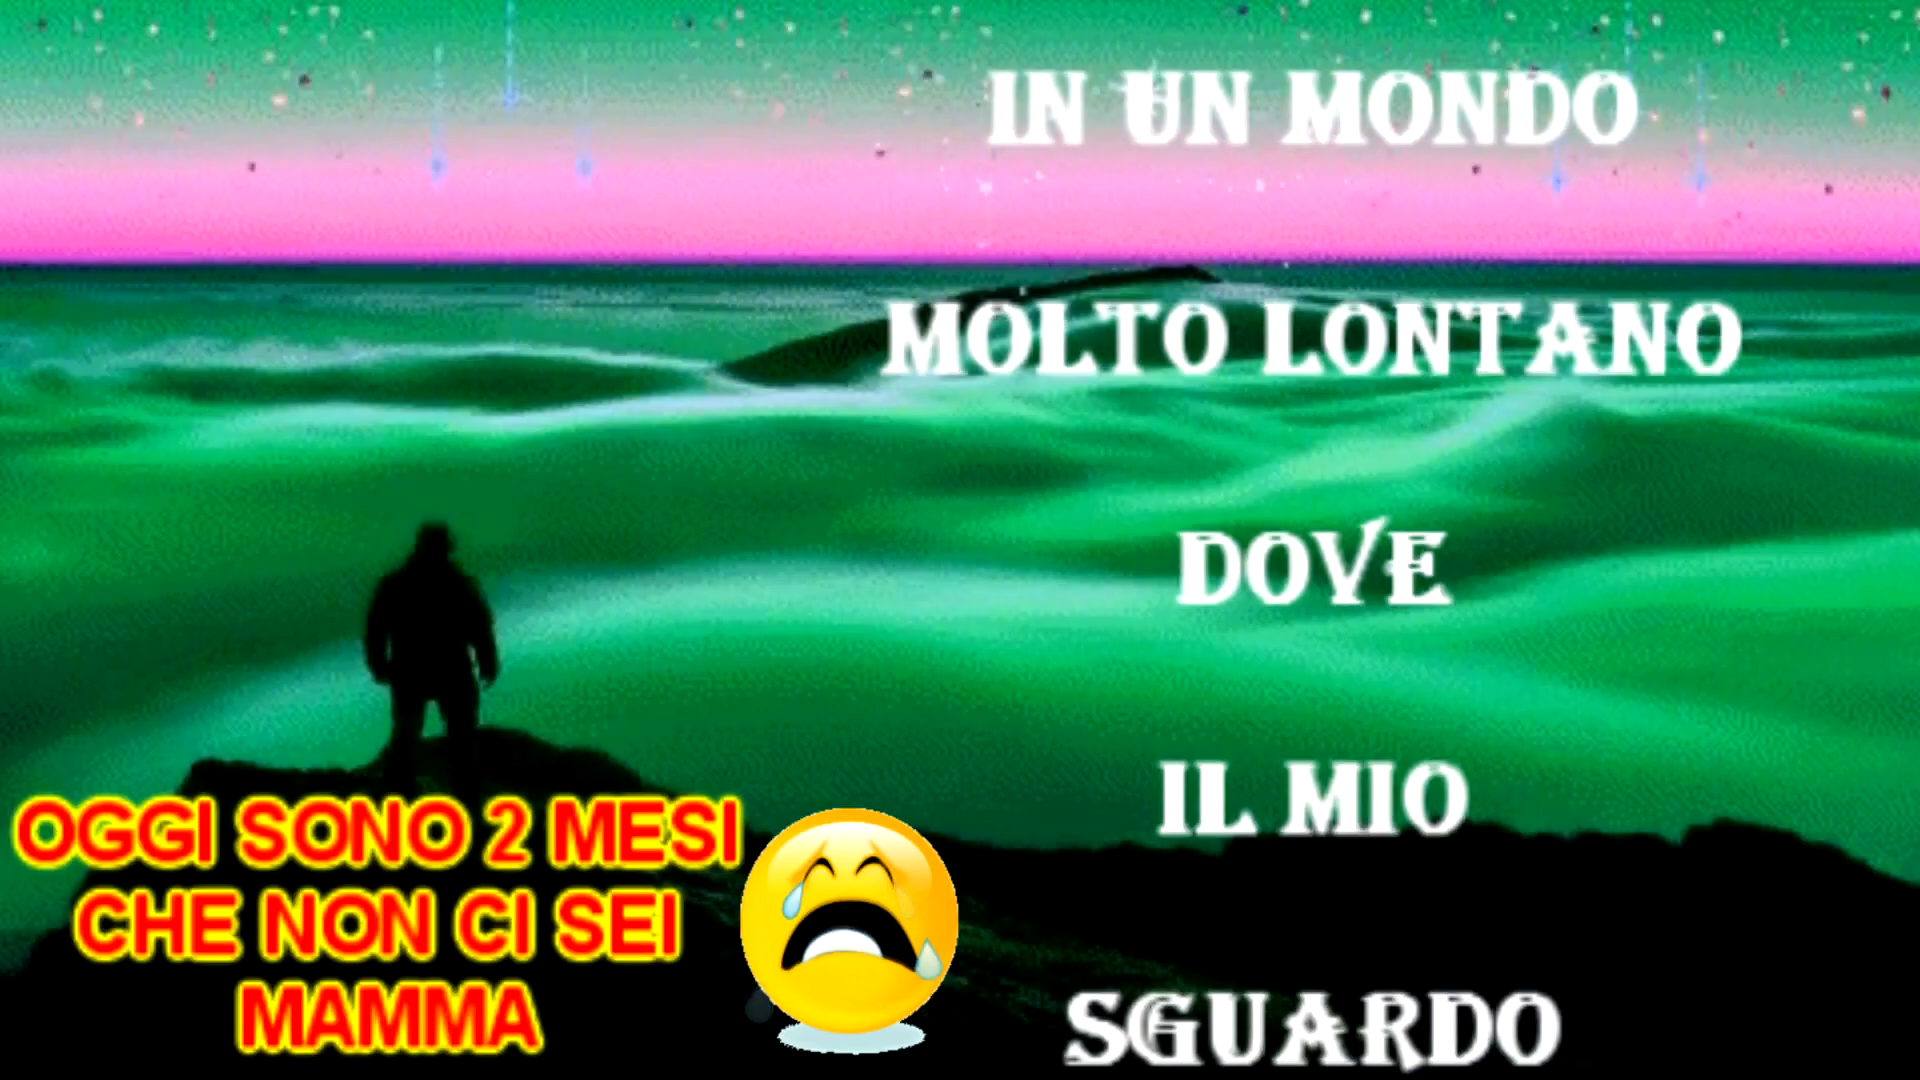 IN UN MONDO
MOLTO LONTANO
DOVE
IL MIO
SGUARDO
OGGI SONO 2 MESI
CHE NON CI SEI
MAMMA